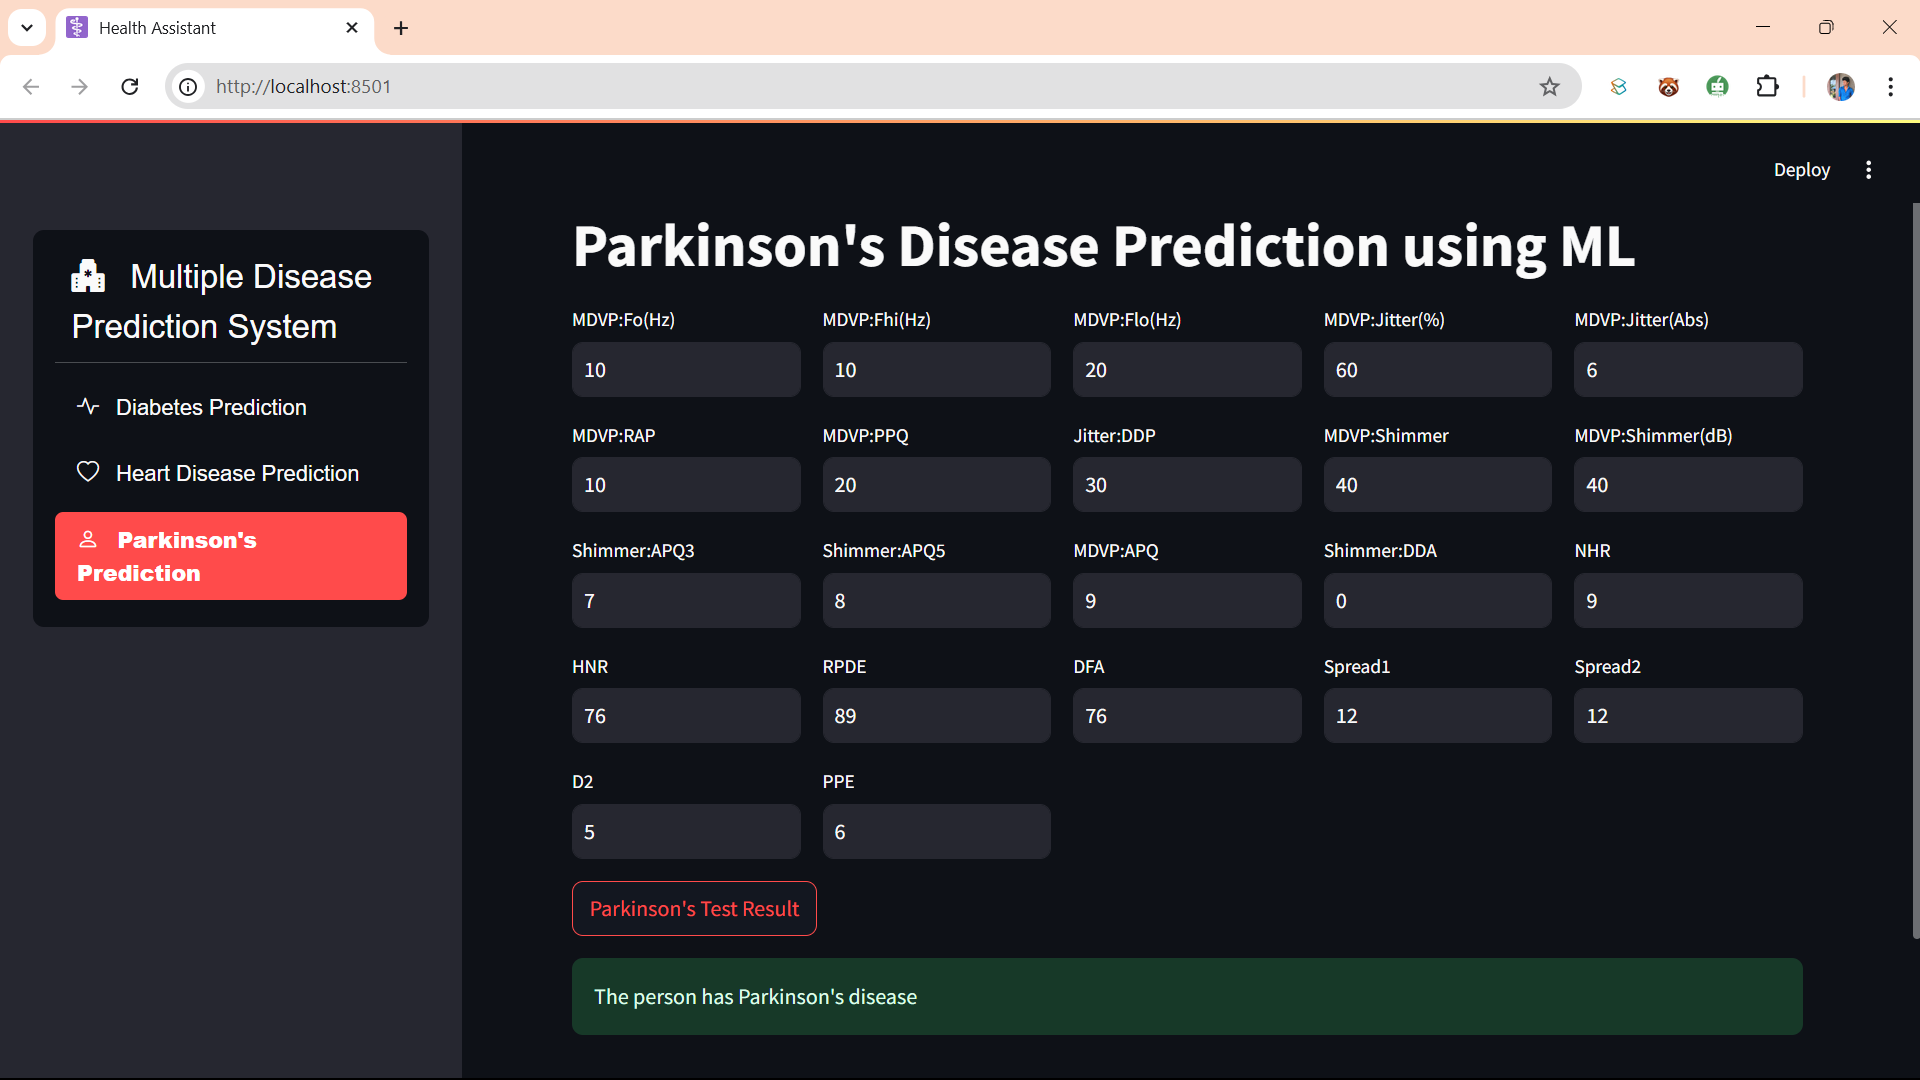 Health Assistant
http://localhost:8501
Deploy
Multiple Disease
Prediction System
Diabetes Prediction
Heart Disease Prediction
Parkinson's
Prediction
Parkinson's Disease Prediction using ML
MDVP:Fo(Hz) MDVP:Fhi(Hz) MDVP:Flo(Hz) MDVP:Jitter(%) MDVP:Jitter(Abs)
10 10 20 60 6
MDVP:RAP MDVP:PPQ Jitter:DDP MDVP:Shimmer MDVP:Shimmer(dB)
10 20 30 40 40
Shimmer:APQ3 Shimmer:APQ5 MDVP:APQ Shimmer:DDA NHR
7 8 9 0 9
HNR RPDE DFA Spread1 Spread2
76 89 76 12 12
D2 PPE
5 6
Parkinson's Test Result
The person has Parkinson's disease